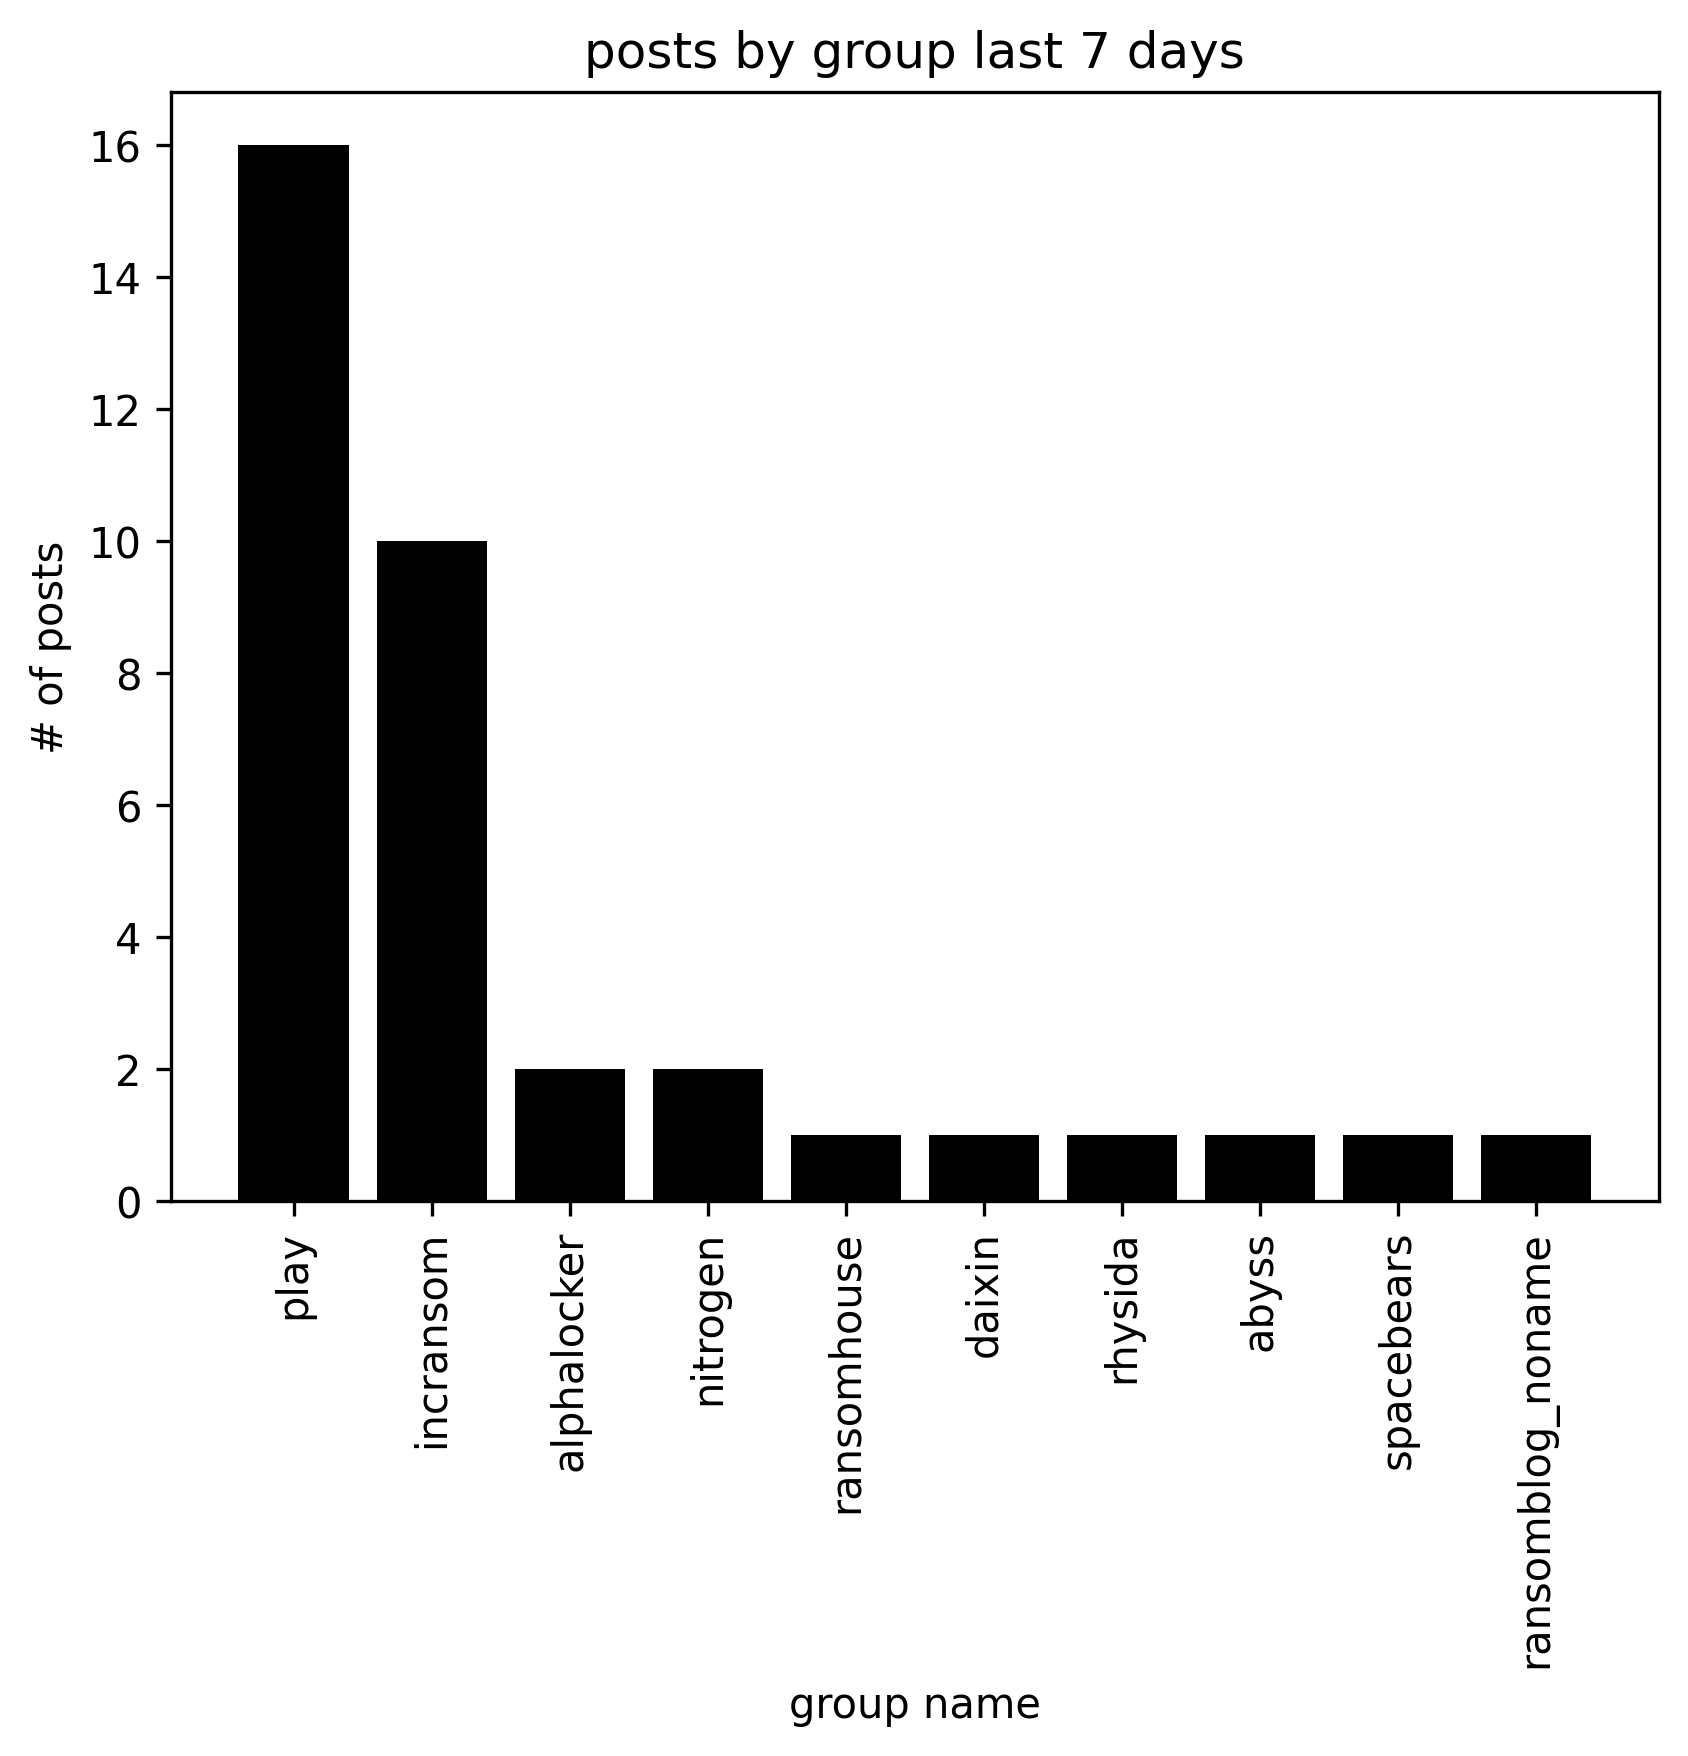 posts by group last 7 days
# of posts
16
14
12
10
8
6
4
2
0
play
incransom
alphalocker
nitrogen
ransomhouse
daixin
rhysida
abyss
spacebears
ransomblog_noname
group name